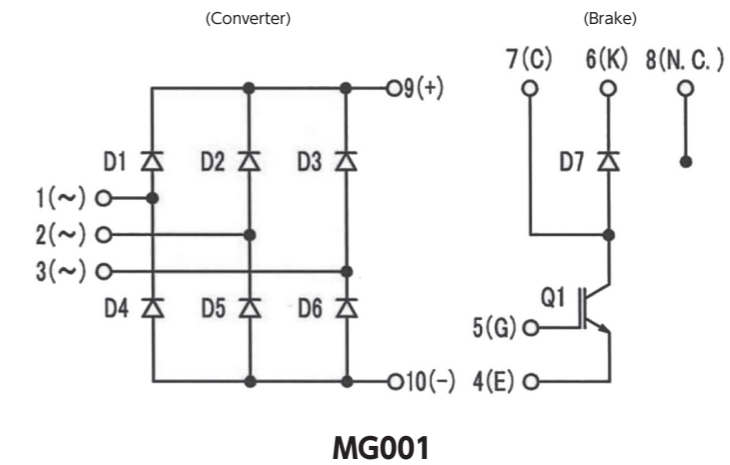 (Converter)
(Brake)
7(C) 6(K) 8(N. C. )
9(+)
D1 D2 D3 D7
1(~)
2(~)
3(~)
D4 D5 D6 Q1
5(G)
10(-) 4(E)
MG001